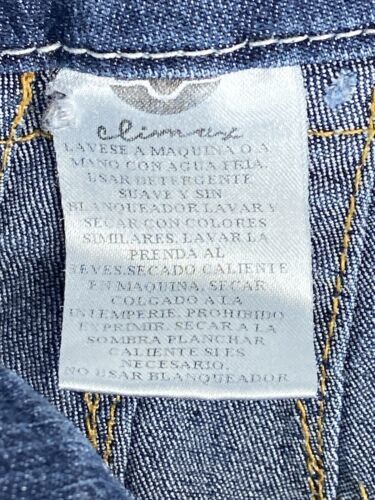 climax
LAVESE A MAQUINA O A
MANO CON AGUA FRIA.
USAR DETERGENTE
SUAVE Y SIN
BLANQUEADOR LAVAR Y
SECAR CON COLORES
SIMILARES. LAVAR LA
PRENDA AL
REVES. SECADO CALIENTE
EN MAQUINA. SECAR
COLGADO A LA
INTEMPERIE. PROHIBIDO
EXPRIMIR. SECAR A LA
SOMBRA PLANCHAR
CALIENTE SI ES
NECESARIO.
NO USAR BLANQUEADOR